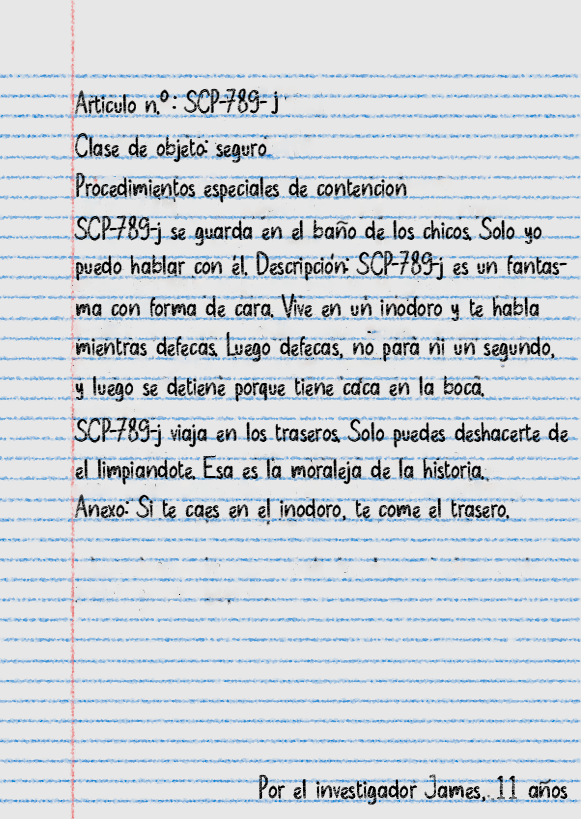 Articulo n.º: SCP-789-j
Clase de objeto: seguro
Procedimientos especiales de contencion
SCP-789-j se guarda en el baño de los chicos. Solo yo
puedo hablar con él. Descripción: SCP-789-j es un fantas-
ma con forma de cara. Vive en un inodoro y te habla
mientras defecas. Luego defecas, no para ni un segundo,
y luego se detiene porque tiene caca en la boca.
SCP-789-j viaja en los traseros. Solo puedes deshacerte de
el limpiandote. Esa es la moraleja de la historia.
Anexo: Si te caes en el inodoro, te come el trasero.
Por el investigador James, 11 años